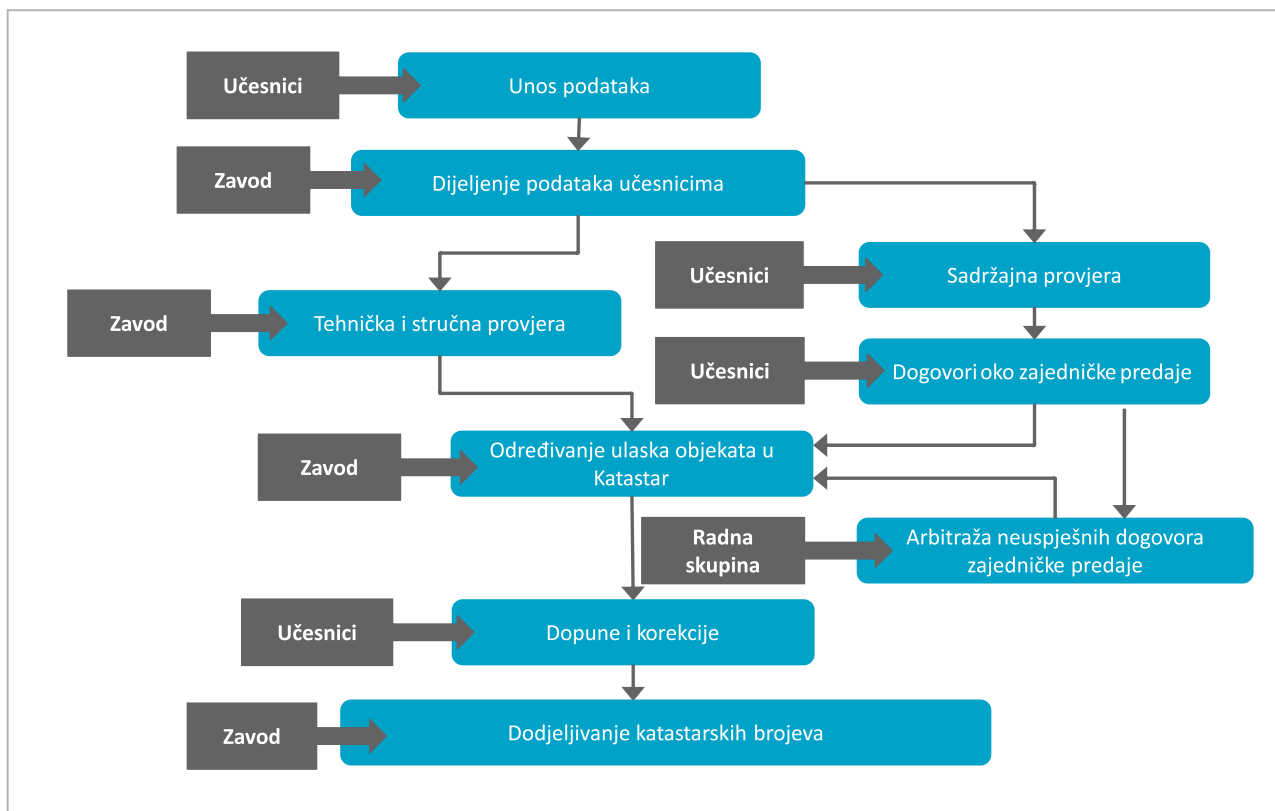 Učesnici
Unos podataka
Zavod
Dijeljenje podataka učesnicima
Učesnici
Sadržajna provjera
Zavod
Tehnička i stručna provjera
Učesnici
Dogovori oko zajedničke predaje
Zavod
Određivanje ulaska objekata u
Katastar
Radna
skupina
Arbitraža neuspješnih dogovora
zajedničke predaje
Učesnici
Dopune i korekcije
Zavod
Dodjeljivanje katastarskih brojeva